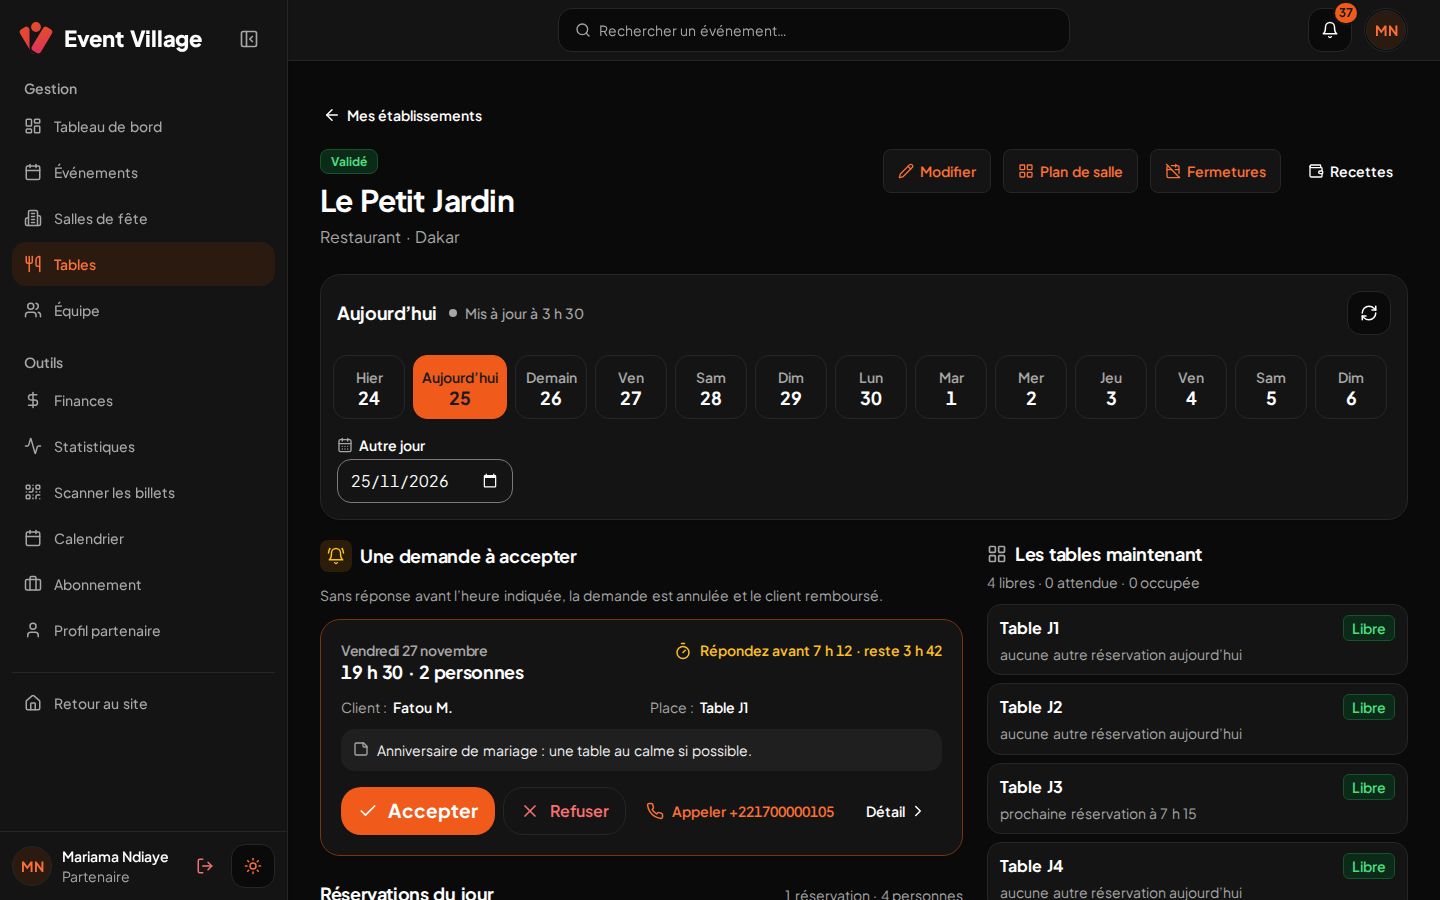 Event Village
Rechercher un événement...
37
MN
Gestion
Tableau de bord
Événements
Salles de fête
Tables
Équipe
Outils
Finances
Statistiques
Scanner les billets
Calendrier
Abonnement
Profil partenaire
Retour au site
MN
Mariama Ndiaye
Partenaire
Mes établissements
Validé
Le Petit Jardin
Restaurant · Dakar
Modifier
Plan de salle
Fermetures
Recettes
Aujourd’hui
Mis à jour à 3 h 30
Hier
24
Aujourd’hui
25
Demain
26
Ven
27
Sam
28
Dim
29
Lun
30
Mar
1
Mer
2
Jeu
3
Ven
4
Sam
5
Dim
6
Autre jour
25/11/2026
Une demande à accepter
Sans réponse avant l’heure indiquée, la demande est annulée et le client remboursé.
Vendredi 27 novembre
Répondez avant 7 h 12 · reste 3 h 42
19 h 30 · 2 personnes
Client : Fatou M.
Place : Table J1
Anniversaire de mariage : une table au calme si possible.
Accepter
Refuser
Appeler +221700000105
Détail
Réservations du jour
1 réservation · 4 personnes
Les tables maintenant
4 libres · 0 attendue · 0 occupée
Table J1
Libre
aucune autre réservation aujourd’hui
Table J2
Libre
aucune autre réservation aujourd’hui
Table J3
Libre
prochaine réservation à 7 h 15
Table J4
Libre
aucune autre réservation aujourd’hui